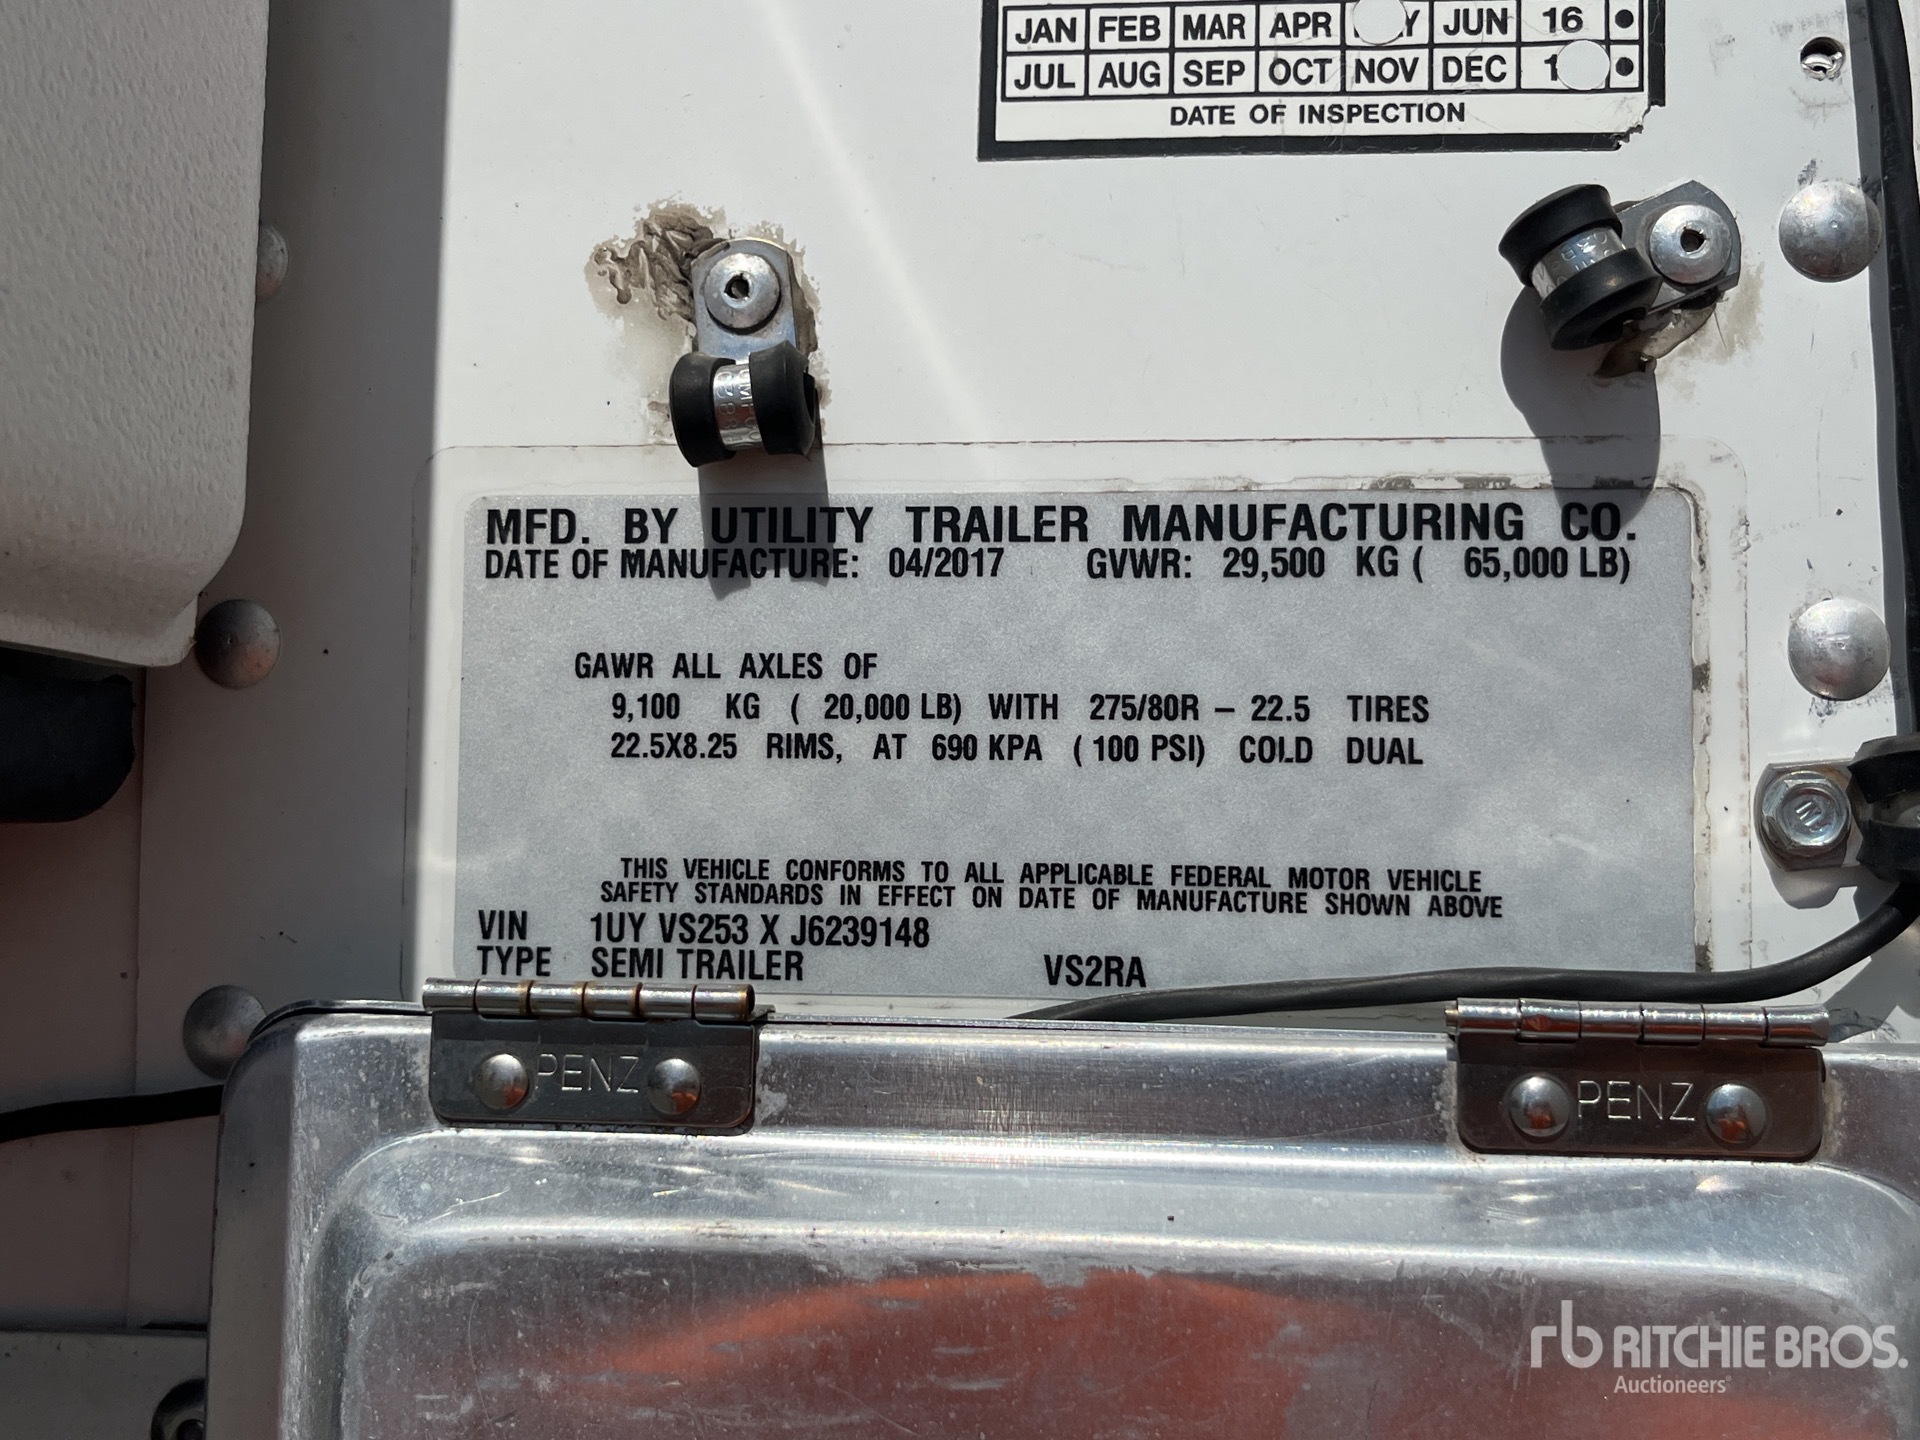 JAN FEB MAR APR Y JUN 16
JUL AUG SEP OCT NOV DEC 1
DATE OF INSPECTION
MFD. BY UTILITY TRAILER MANUFACTURING CO.
DATE OF MANUFACTURE: 04/2017 GVWR: 29,500 KG ( 65,000 LB)
GAWR ALL AXLES OF
9,100 KG ( 20,000 LB) WITH 275/80R – 22.5 TIRES
22.5X8.25 RIMS, AT 690 KPA (100 PSI) COLD DUAL
THIS VEHICLE CONFORMS TO ALL APPLICABLE FEDERAL MOTOR VEHICLE
SAFETY STANDARDS IN EFFECT ON DATE OF MANUFACTURE SHOWN ABOVE
VIN 1UY VS253 X J6239148
TYPE SEMI TRAILER VS2RA
PENZ PENZ
rb RITCHIE BROS.
Auctioneers